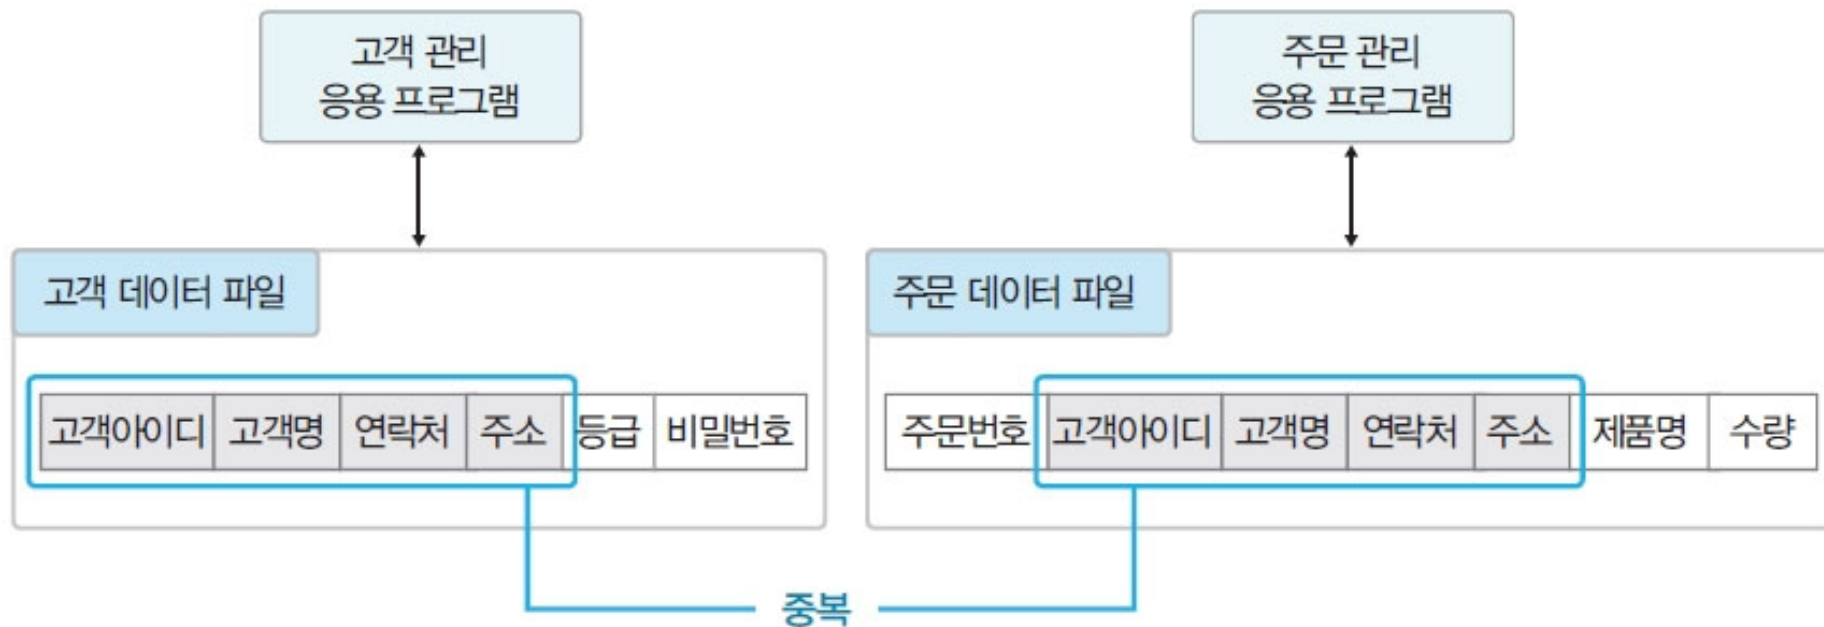 고객 관리
응용 프로그램
주문 관리
응용 프로그램
고객 데이터 파일
주문 데이터 파일
고객아이디 고객명 연락처 주소 등급 비밀번호
주문번호 고객아이디 고객명 연락처 주소 제품명 수량
중복